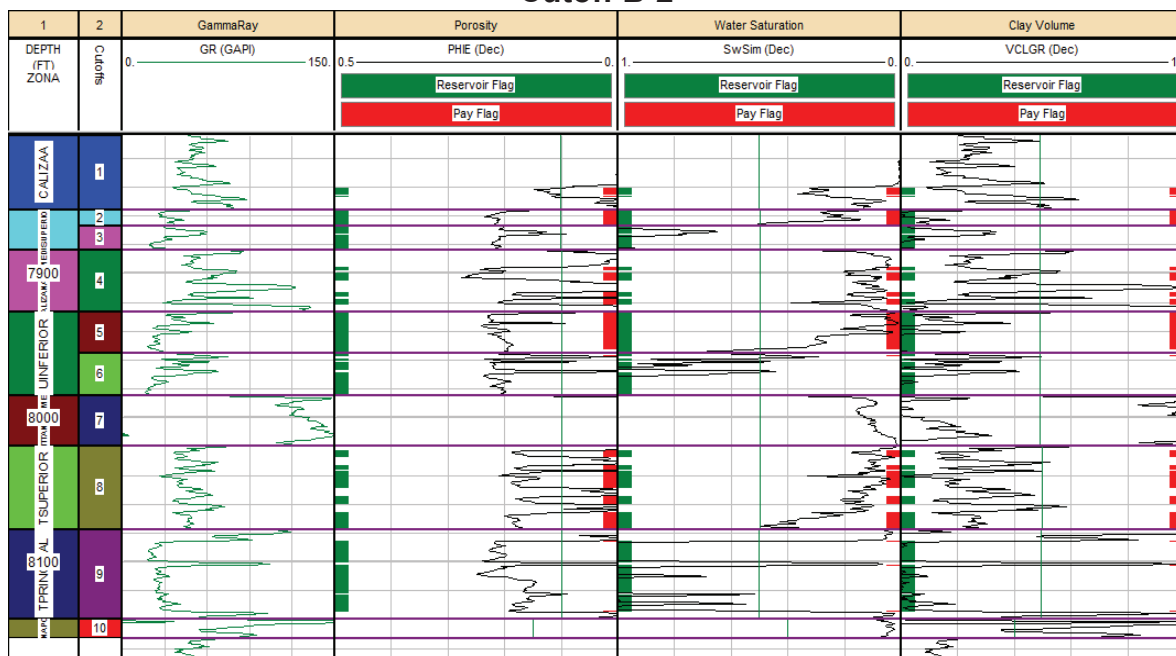 1 2 GammaRay Porosity Water Saturation Clay Volume
DEPTH (FT) ZONA
Cutoffs
GR (GAPI)
0. 150.
PHIE (Dec)
0.5 0.
SwSim (Dec)
1. 0.
VCLGR (Dec)
0. 1
Reservoir Flag Reservoir Flag Reservoir Flag
Pay Flag Pay Flag Pay Flag
CALIZAA
1
2
3
7900
4
UINFERIOR
5
6
8000
7
TSUPERIOR
8
8100
9
10